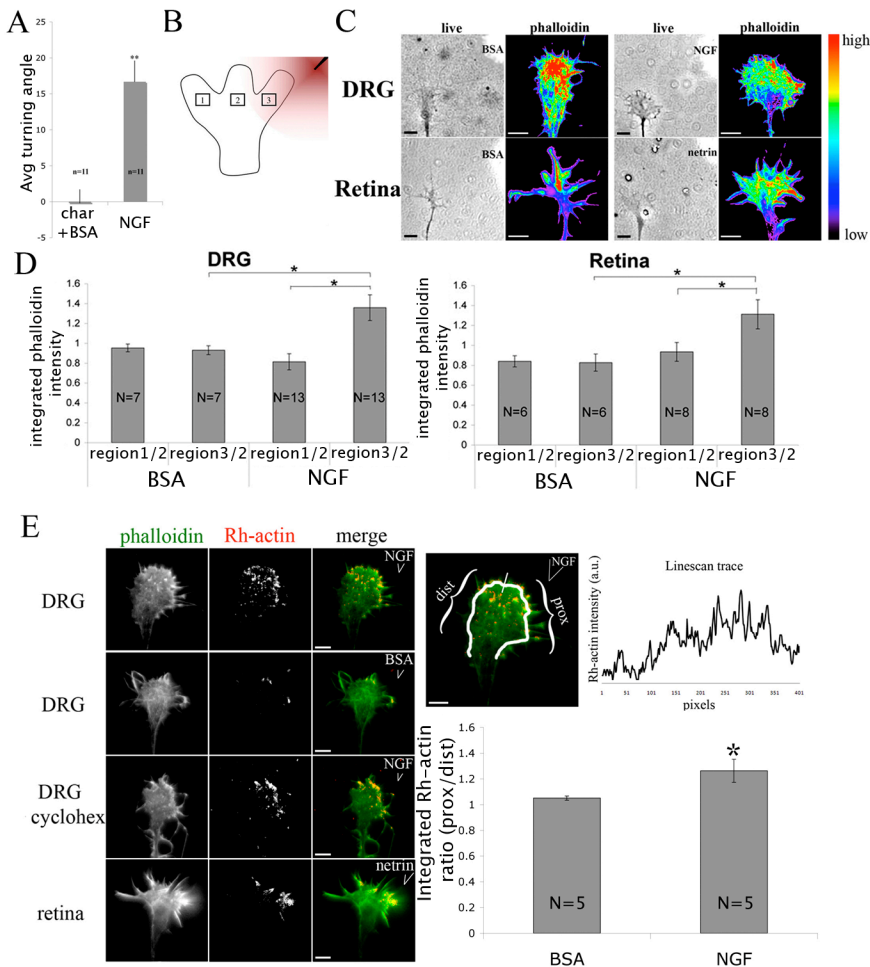 A
Avg turning angle
25
20
15
10
5
0
-5
**
n=11
n=11
char
+BSA
NGF
B
1
2
3
C
live
phalloidin
live
phalloidin
DRG
BSA
NGF
Retina
BSA
netrin
high
low
D
DRG
integrated phalloidin
intensity
1.6
1.4
1.2
1
0.8
0.6
0.4
0.2
0
*
*
N=7
N=7
N=13
N=13
region1/2
region3/2
region1/2
region3/2
BSA
NGF
Retina
integrated phalloidin
intensity
1.6
1.4
1.2
1
0.8
0.6
0.4
0.2
0
*
*
N=6
N=6
N=8
N=8
region1/2
region3/2
region1/2
region3/2
BSA
NGF
E
phalloidin
Rh-actin
merge
DRG
NGF
DRG
BSA
DRG
cyclohex
NGF
retina
netrin
NGF
dist
prox
Linescan trace
Rh-actin intensity (a.u.)
1
51
101
151
201
251
301
351
401
pixels
Integrated Rh-actin
ratio (prox/dist)
1.6
1.4
1.2
1
0.8
0.6
0.4
0.2
0
*
N=5
N=5
BSA
NGF